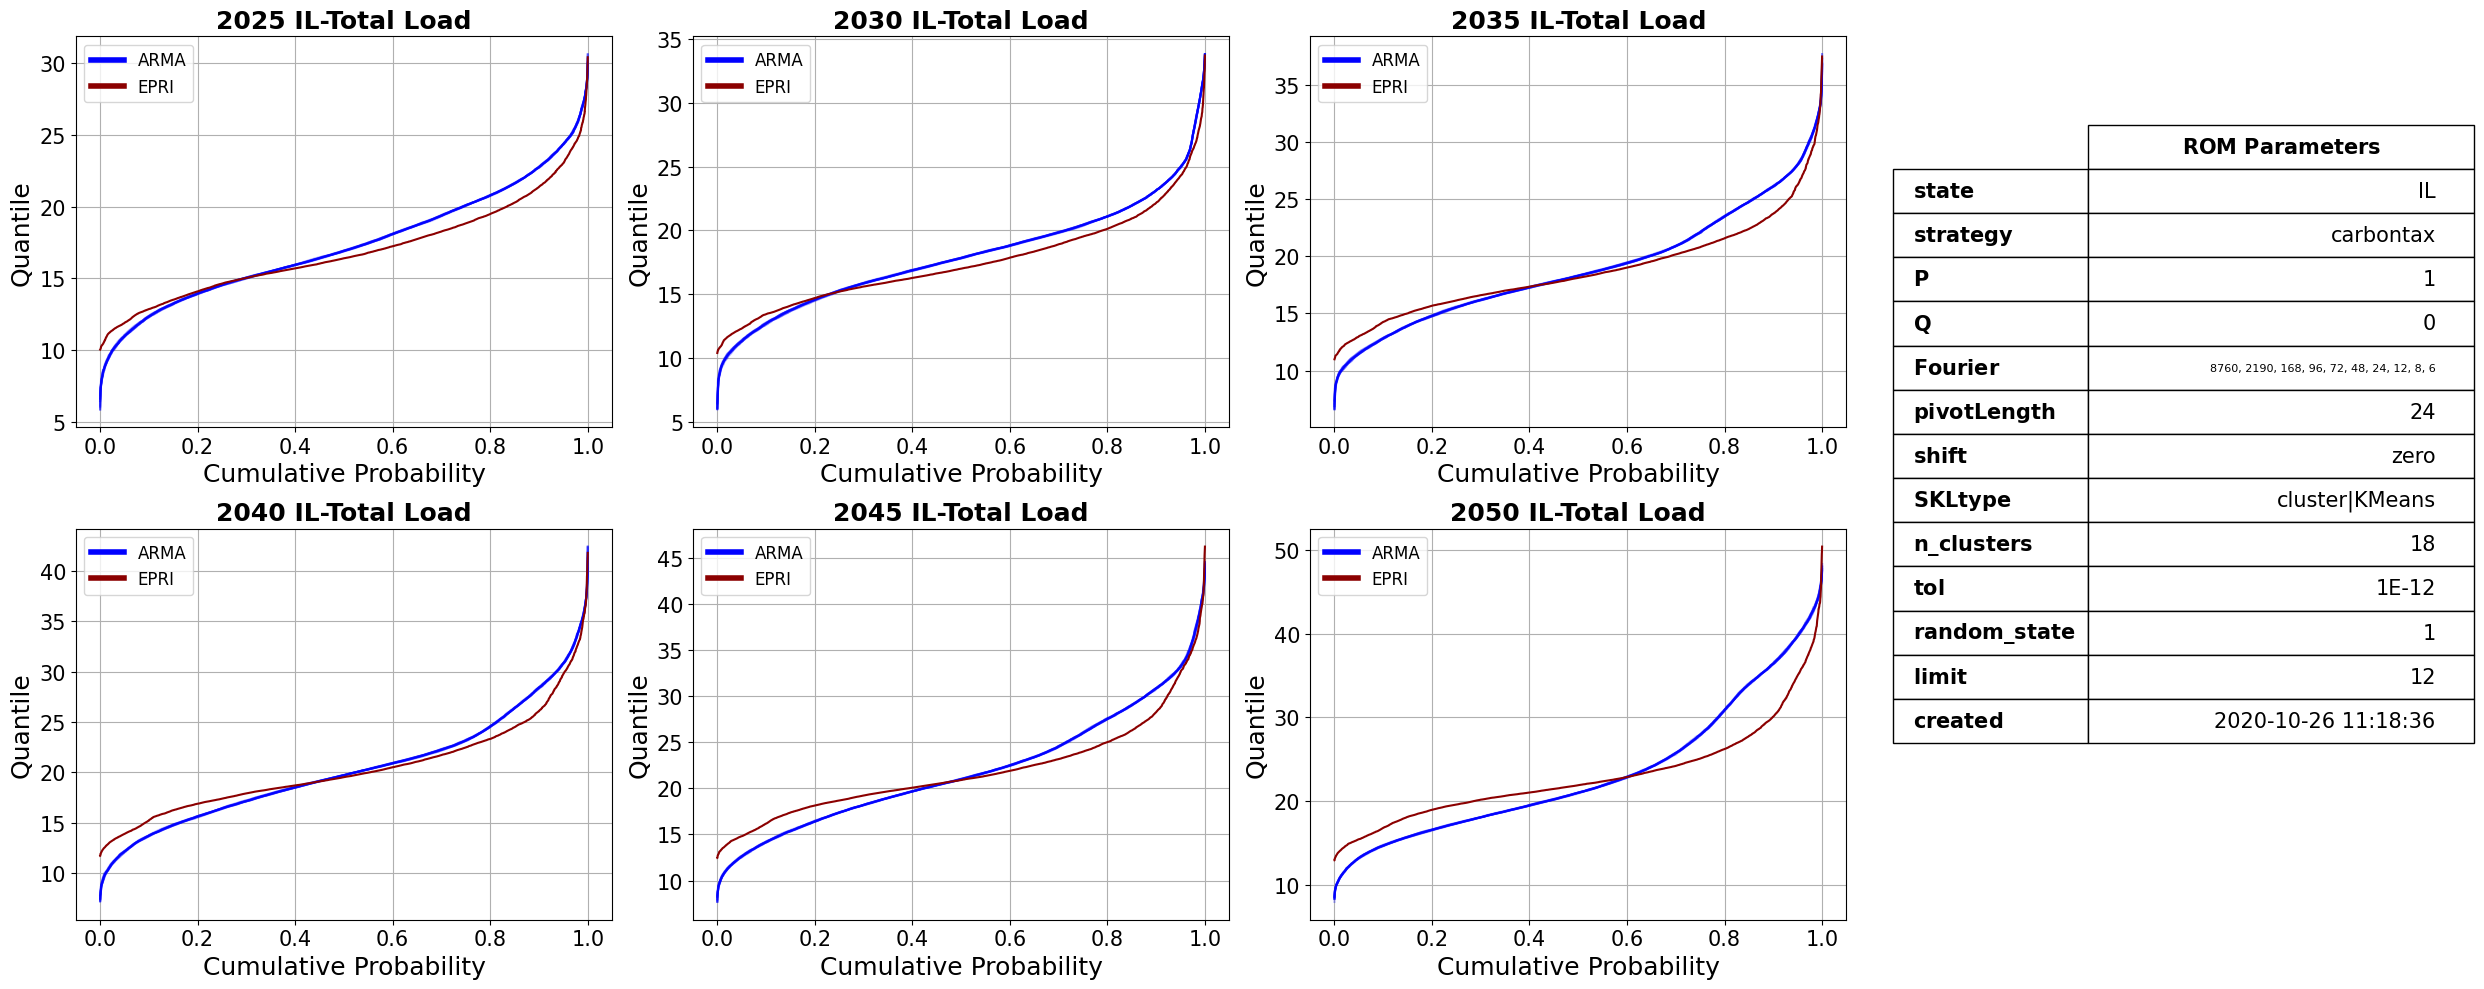 2025 IL-Total Load
ARMA
EPRI
Quantile
30
25
20
15
10
5
0.0 0.2 0.4 0.6 0.8 1.0
Cumulative Probability
2030 IL-Total Load
ARMA
EPRI
Quantile
35
30
25
20
15
10
5
0.0 0.2 0.4 0.6 0.8 1.0
Cumulative Probability
2035 IL-Total Load
ARMA
EPRI
Quantile
35
30
25
20
15
10
0.0 0.2 0.4 0.6 0.8 1.0
Cumulative Probability
2040 IL-Total Load
ARMA
EPRI
Quantile
40
35
30
25
20
15
10
0.0 0.2 0.4 0.6 0.8 1.0
Cumulative Probability
2045 IL-Total Load
ARMA
EPRI
Quantile
45
40
35
30
25
20
15
10
0.0 0.2 0.4 0.6 0.8 1.0
Cumulative Probability
2050 IL-Total Load
ARMA
EPRI
Quantile
50
40
30
20
10
0.0 0.2 0.4 0.6 0.8 1.0
Cumulative Probability
ROM Parameters
state IL
strategy carbontax
P 1
Q 0
Fourier 8760, 2190, 168, 96, 72, 48, 24, 12, 8, 6
pivotLength 24
shift zero
SKLtype cluster|KMeans
n_clusters 18
tol 1E-12
random_state 1
limit 12
created 2020-10-26 11:18:36